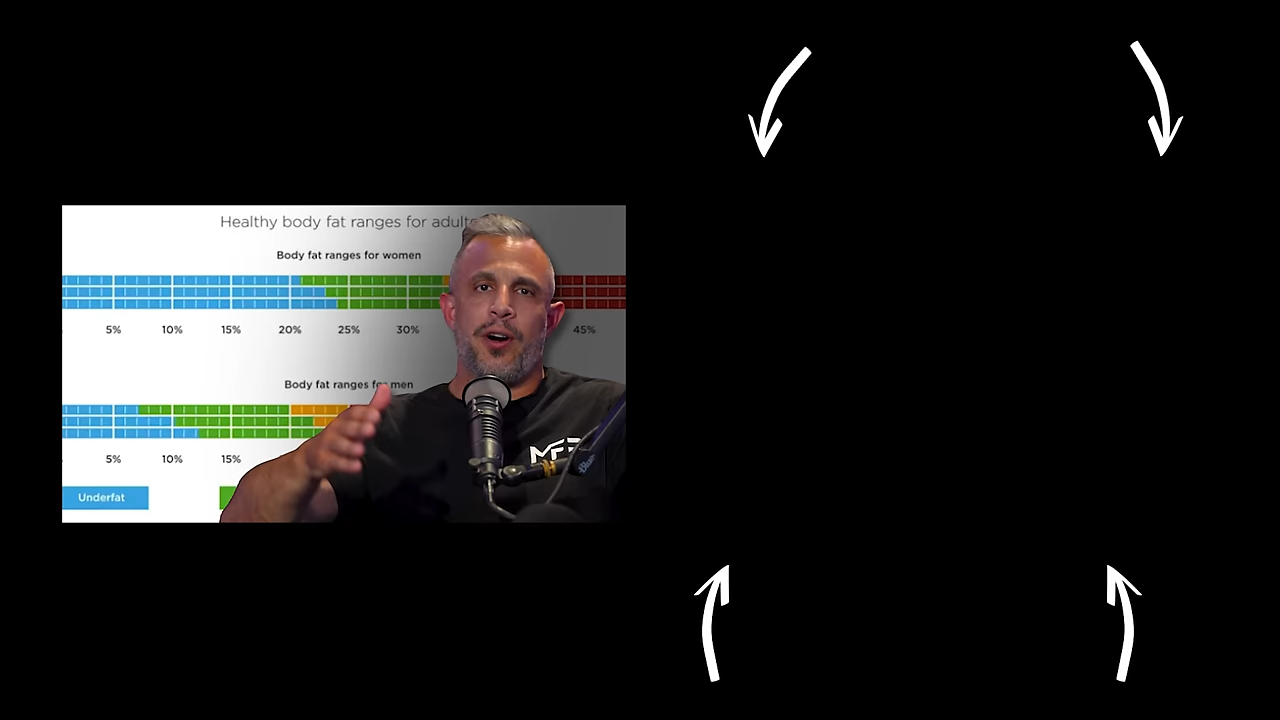 Healthy body fat ranges for adults
Body fat ranges for women
5% 10% 15% 20% 25% 30% 45%
Body fat ranges for men
5% 10% 15%
Underfat